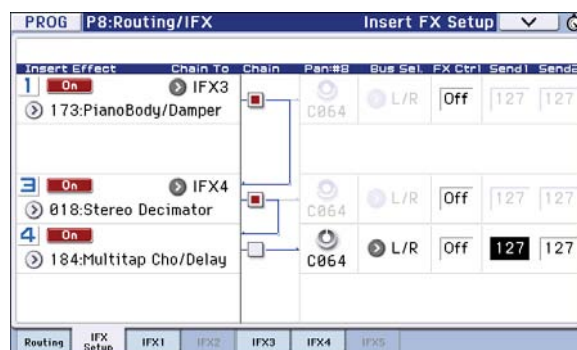 PROG P8:Routing/IFX Insert FX Setup
Insert Effect Chain To Chain Pan:#8 Bus Sel. FX Ctrl Send1 Send2
1 On IFX3
173:PianoBody/Damper C064 L/R Off 127 127
3 On IFX4
018:Stereo Decimator C064 L/R Off 127 127
4 On
184:Multitap Cho/Delay C064 L/R Off 127 127
Routing IFX Setup IFX1 IFX2 IFX3 IFX4 IFX5